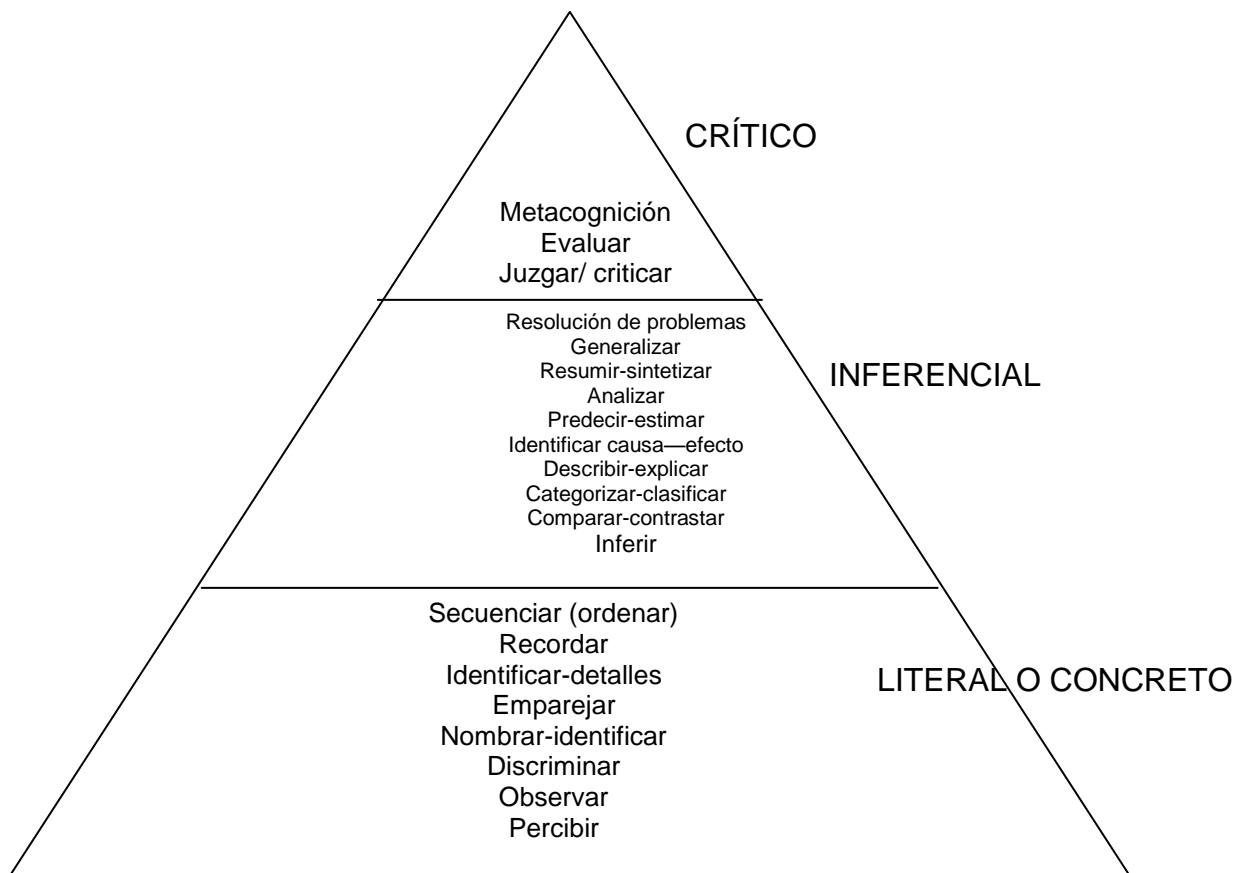 CRÍTICO
Metacognición
Evaluar
Juzgar/ criticar
Resolución de problemas
Generalizar
Resumir-sintetizar
INFERENCIAL
Analizar
Predecir-estimar
Identificar causa—efecto
Describir-explicar
Categorizar-clasificar
Comparar-contrastar
Inferir
Secuenciar (ordenar)
Recordar
Identificar-detalles
LITERAL O CONCRETO
Emparejar
Nombrar-identificar
Discriminar
Observar
Percibir